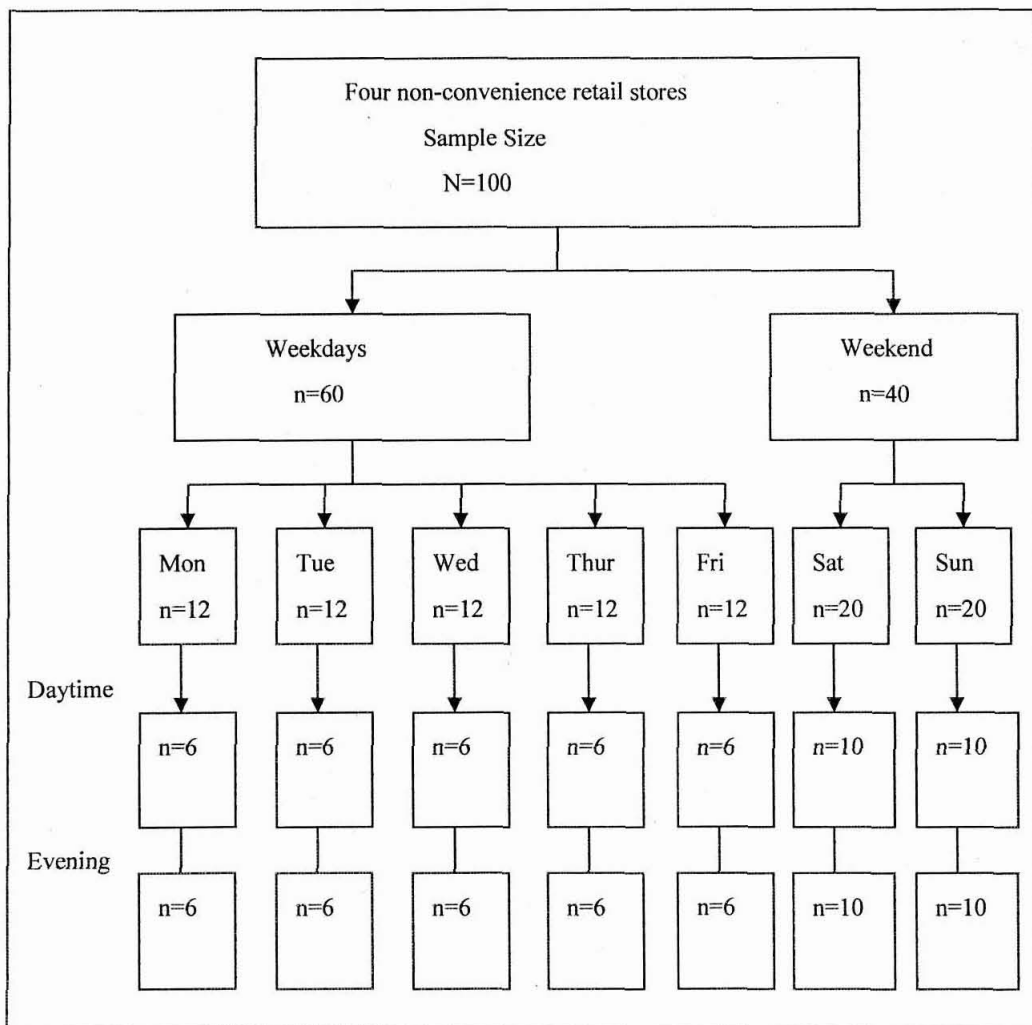 Four non-convenience retail stores
Sample Size
N=100
Weekdays
n=60
Weekend
n=40
Mon
n=12
Tue
n=12
Wed
n=12
Thur
n=12
Fri
n=12
Sat
n=20
Sun
n=20
Daytime
n=6
n=6
n=6
n=6
n=6
n=10
n=10
Evening
n=6
n=6
n=6
n=6
n=6
n=10
n=10